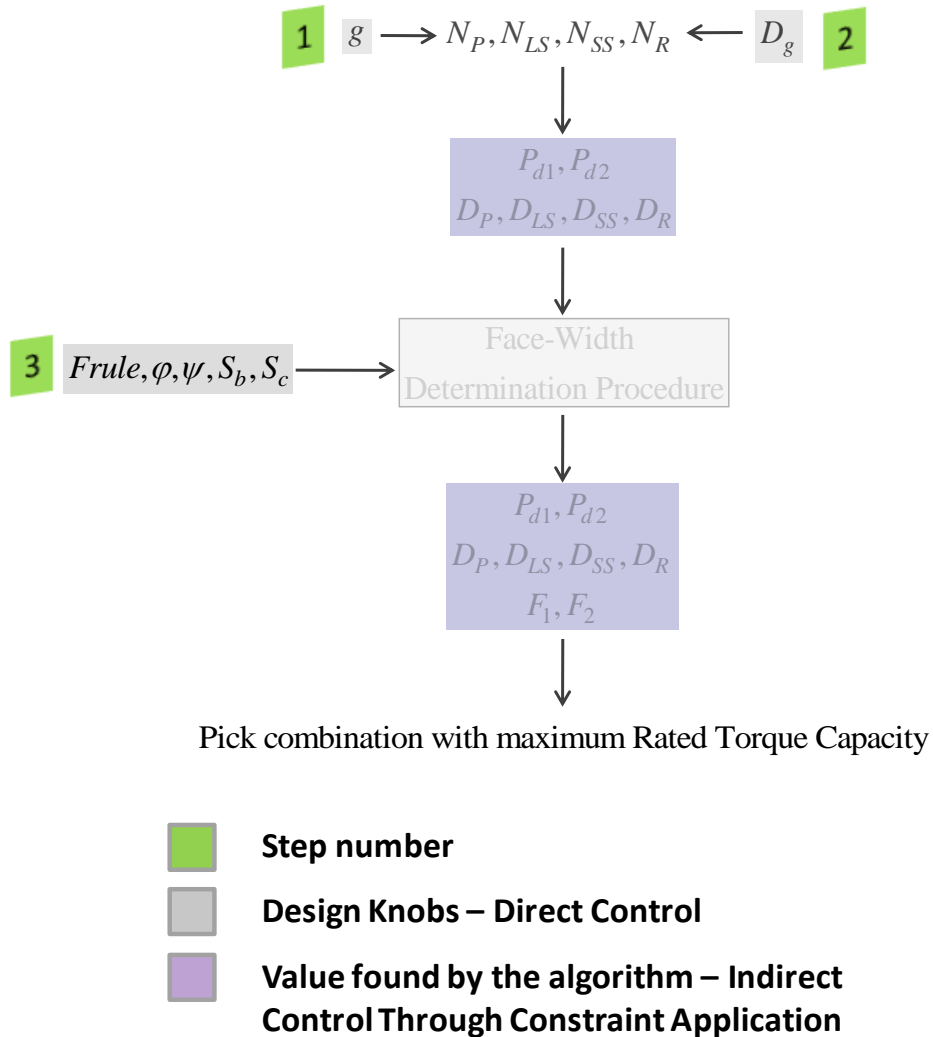 1 g → N_P, N_LS, N_SS, N_R ← D_g 2
P_d1, P_d2
D_P, D_LS, D_SS, D_R
3 Frule, φ, ψ, S_b, S_c
Face-Width
Determination Procedure
P_d1, P_d2
D_P, D_LS, D_SS, D_R
F_1, F_2
Pick combination with maximum Rated Torque Capacity
Step number
Design Knobs – Direct Control
Value found by the algorithm – Indirect
Control Through Constraint Application